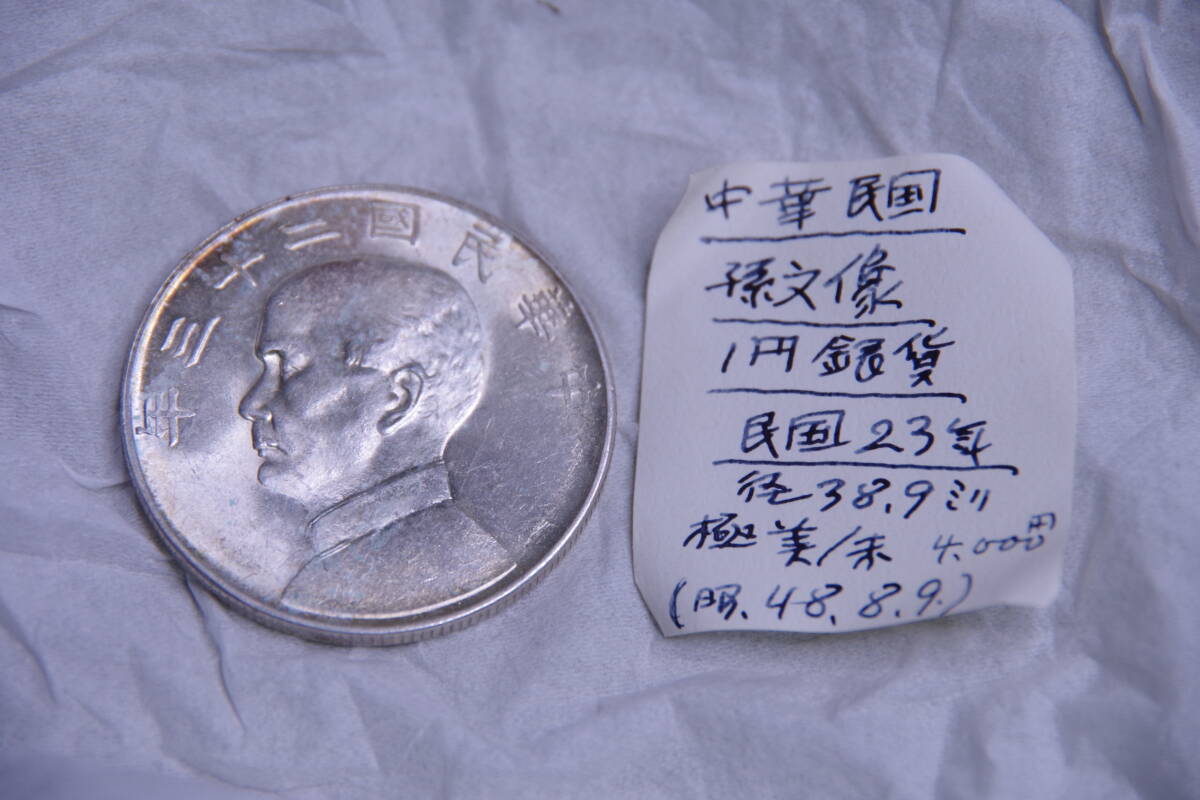 年三十二國民華中
中華民国
孫文像
1円銀貨
民国23年
径38.9ミリ
極美/未 4.000円
(昭.48.8.9.)